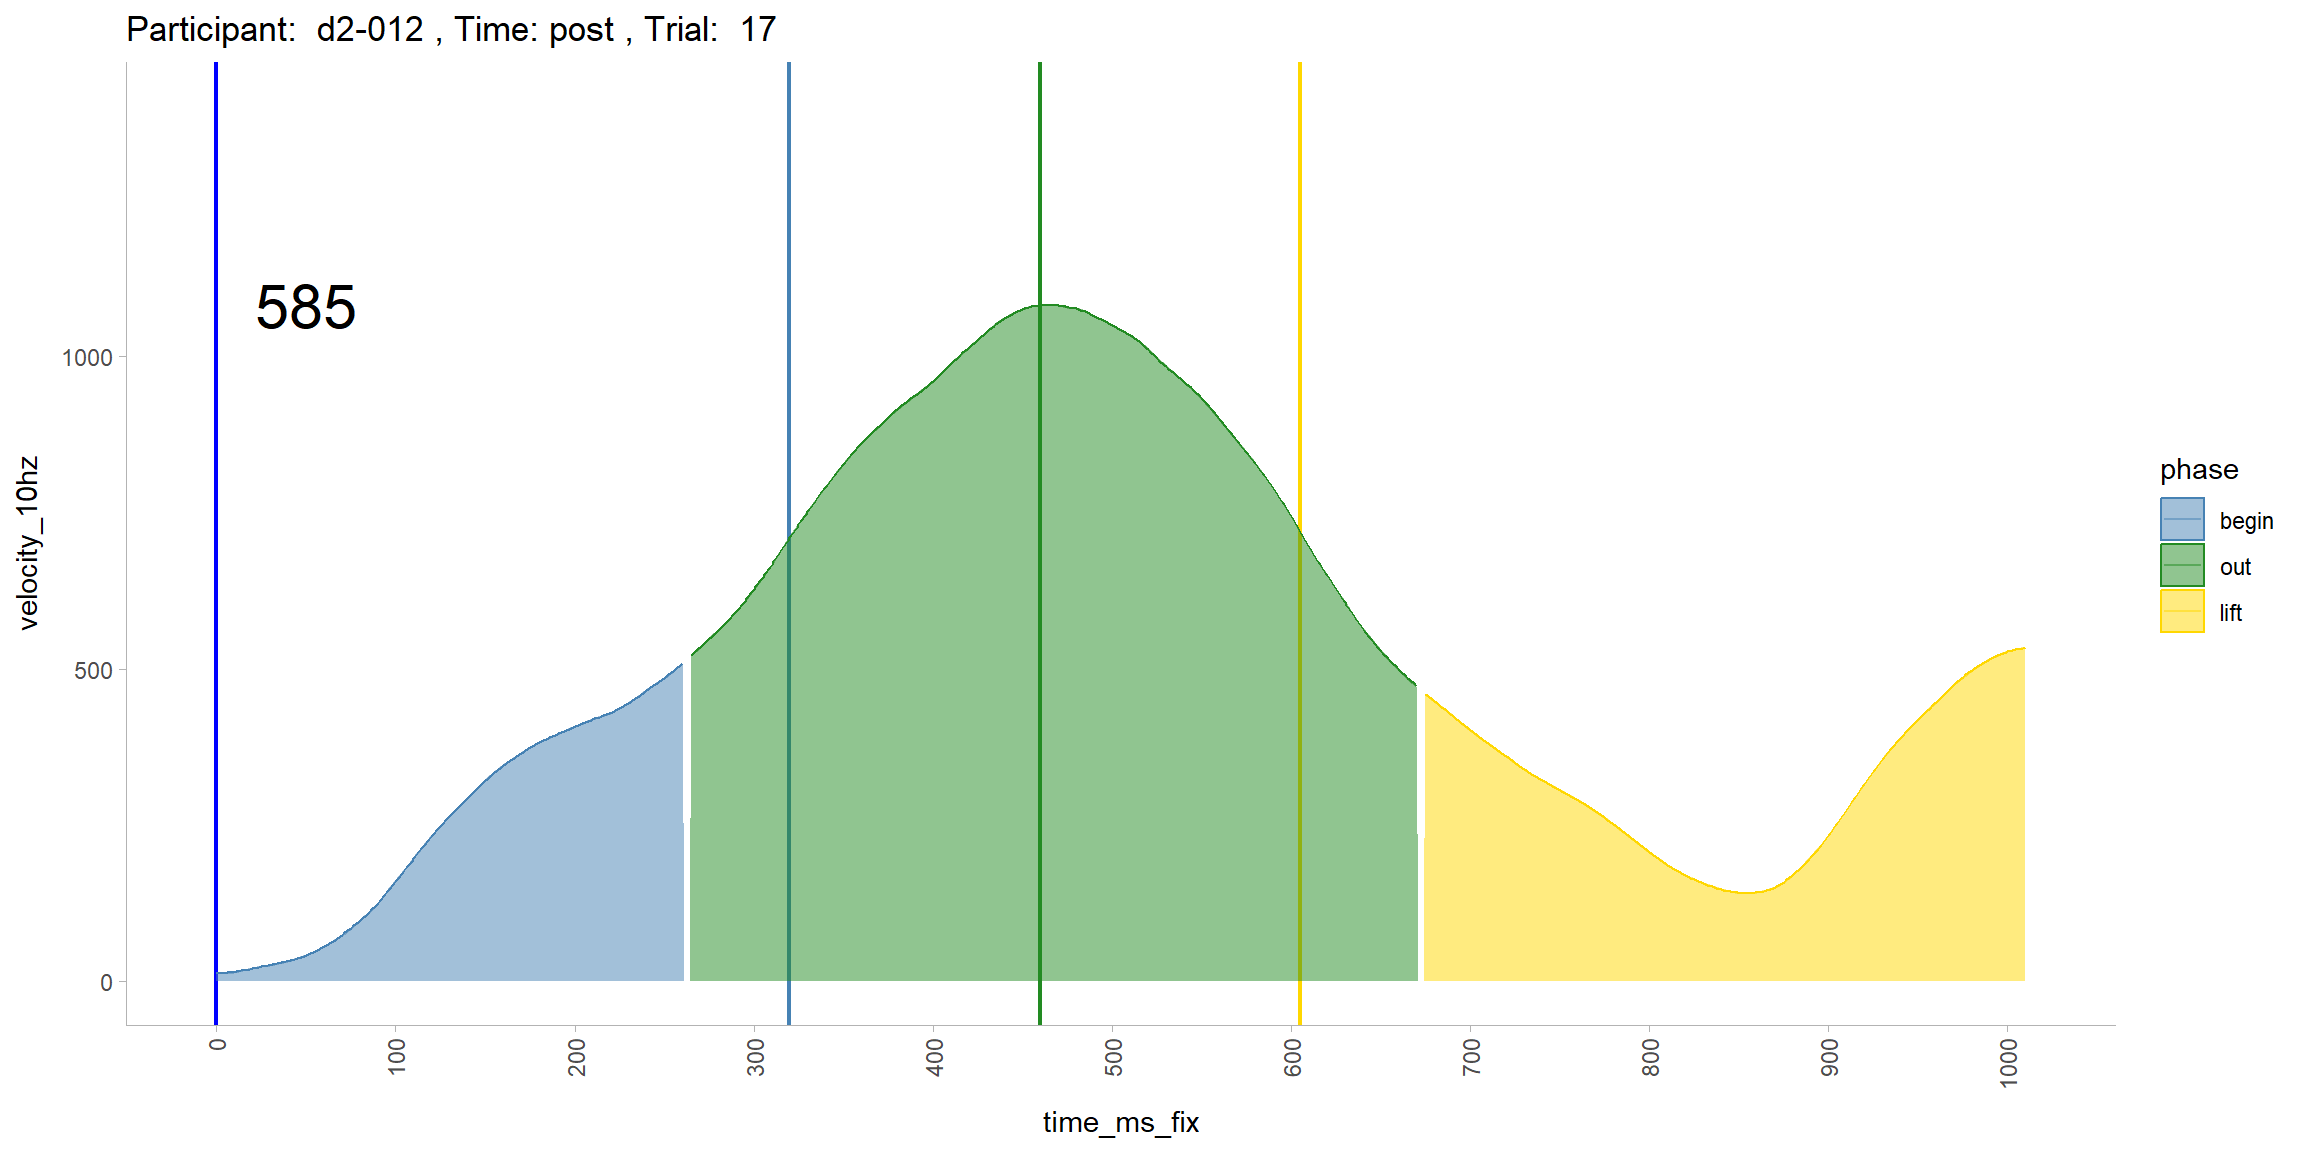 Participant:  d2-012 , Time: post , Trial:  17
585
1000
500
0
velocity_10hz
0
100
200
300
400
500
600
700
800
900
1000
time_ms_fix
phase
begin
out
lift